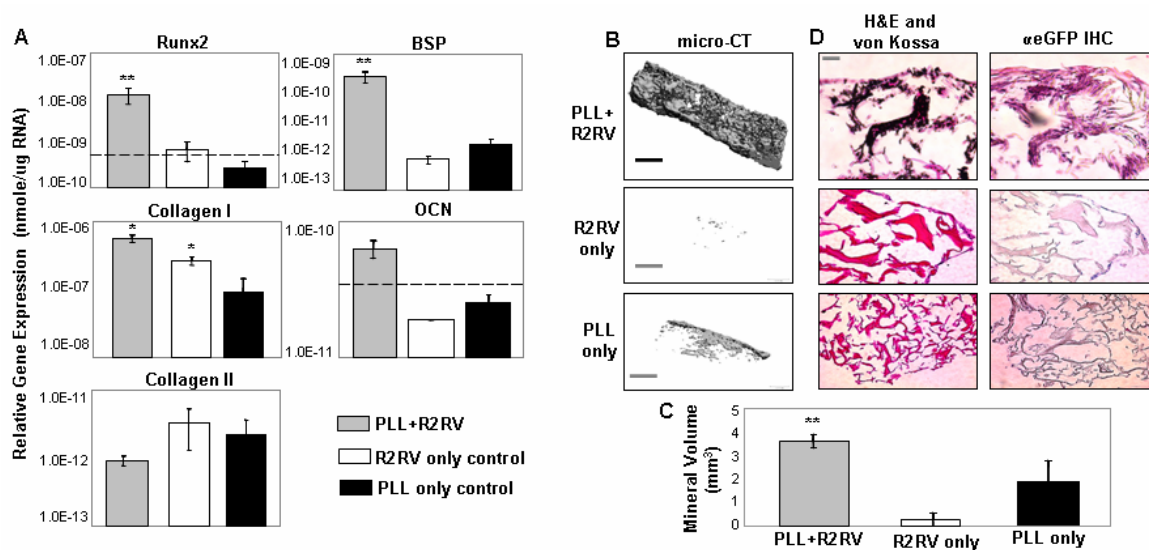 A
Relative Gene Expression (nmole/ug RNA)
Runx2
1.0E-07
1.0E-08
1.0E-09
1.0E-10
**
BSP
1.0E-09
1.0E-10
1.0E-11
1.0E-12
1.0E-13
**
Collagen I
1.0E-06
1.0E-07
1.0E-08
*
*
OCN
1.0E-10
1.0E-11
Collagen II
1.0E-11
1.0E-12
1.0E-13
PLL+R2RV
R2RV only control
PLL only control
B
micro-CT
PLL+
R2RV
R2RV
only
PLL
only
D
H&E and
von Kossa
αeGFP IHC
C
Mineral Volume
(mm³)
5
4
3
2
1
0
**
PLL+R2RV
R2RV only
PLL only